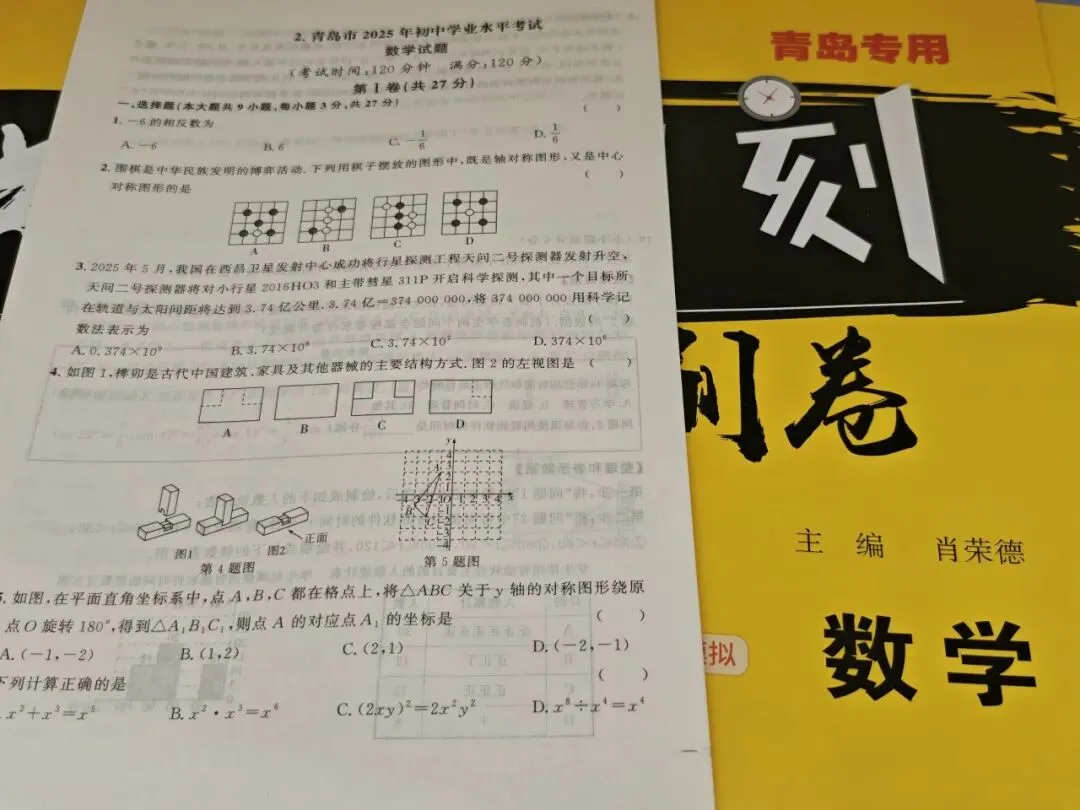 2. 青岛市 2025 年初中学业水平考试
数学试题
(考试时间:120 分钟 满分:120 分)
第 Ⅰ 卷(共 27 分)
一、选择题(本大题共 9 小题,每小题 3 分,共 27 分)
1. -6 的相反数为 ( )
A. -6 B. 6 C. -1/6 D. 1/6
2. 围棋是中华民族发明的博弈活动. 下列用棋子摆放的图形中,既是轴对称图形,又是中心
对称图形的是 ( )
A B C D
3. 2025 年 5 月,我国在西昌卫星发射中心成功将行星探测工程天问二号探测器发射升空,
天问二号探测器将对小行星 2016HO3 和主带彗星 311P 开启科学探测,其中一个目标所
在轨道与太阳间距将达到 3.74 亿公里. 3.74 亿=374 000 000,将 374 000 000 用科学记
数法表示为 ( )
A. 0.374×10⁹ B. 3.74×10⁸ C. 3.74×10⁷ D. 374×10⁶
4. 如图 1,榫卯是古代中国建筑、家具及其他器械的主要结构方式. 图 2 的左视图是 ( )
A B C D
正面
图1 图2
第 4 题图 第 5 题图
5. 如图,在平面直角坐标系中,点 A,B,C 都在格点上,将△ABC 关于 y 轴的对称图形绕原
点 O 旋转 180°,得到△A₁B₁C₁,则点 A 的对应点 A₁ 的坐标是 ( )
A. (-1,-2) B. (1,2) C. (2,1) D. (-2,-1)
下列计算正确的是 ( )
x²+x³=x⁵ B. x²·x³=x⁶ C. (2xy)²=2x²y² D. x⁸÷x⁴=x⁴
青岛专用
刻
刷卷
主 编 肖荣德
模拟
数学